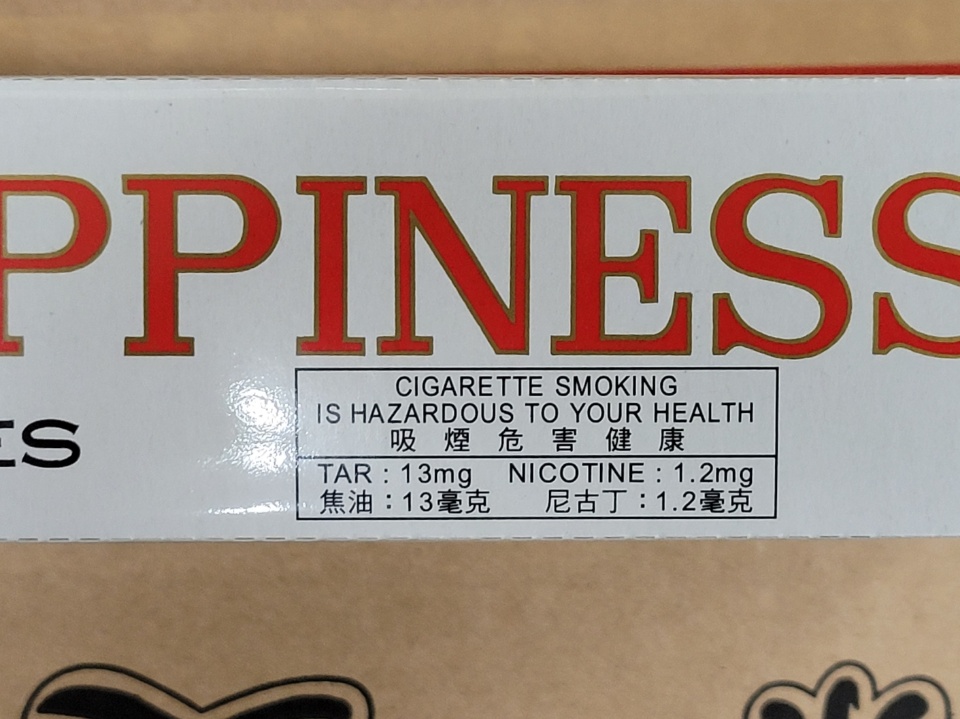 PPINESS
ES
CIGARETTE SMOKING
IS HAZARDOUS TO YOUR HEALTH
吸煙危害健康
TAR : 13mg NICOTINE : 1.2mg
焦油：13毫克 尼古丁：1.2毫克